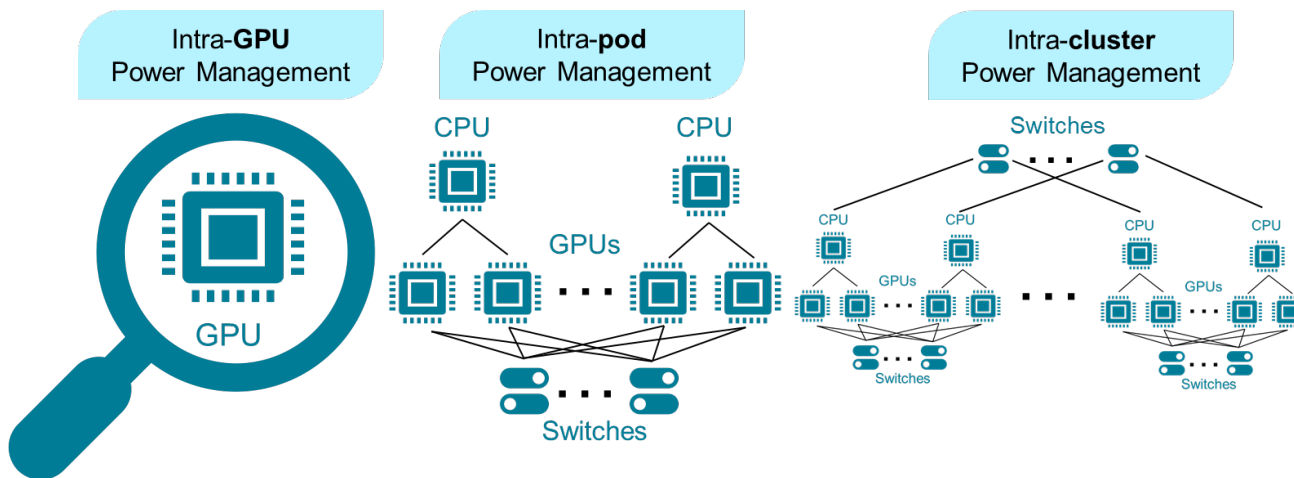 Intra-GPU
Power Management
GPU
Intra-pod
Power Management
CPU
CPU
GPUs
Switches
Intra-cluster
Power Management
Switches
CPU
CPU
CPU
CPU
GPUs
GPUs
Switches
Switches